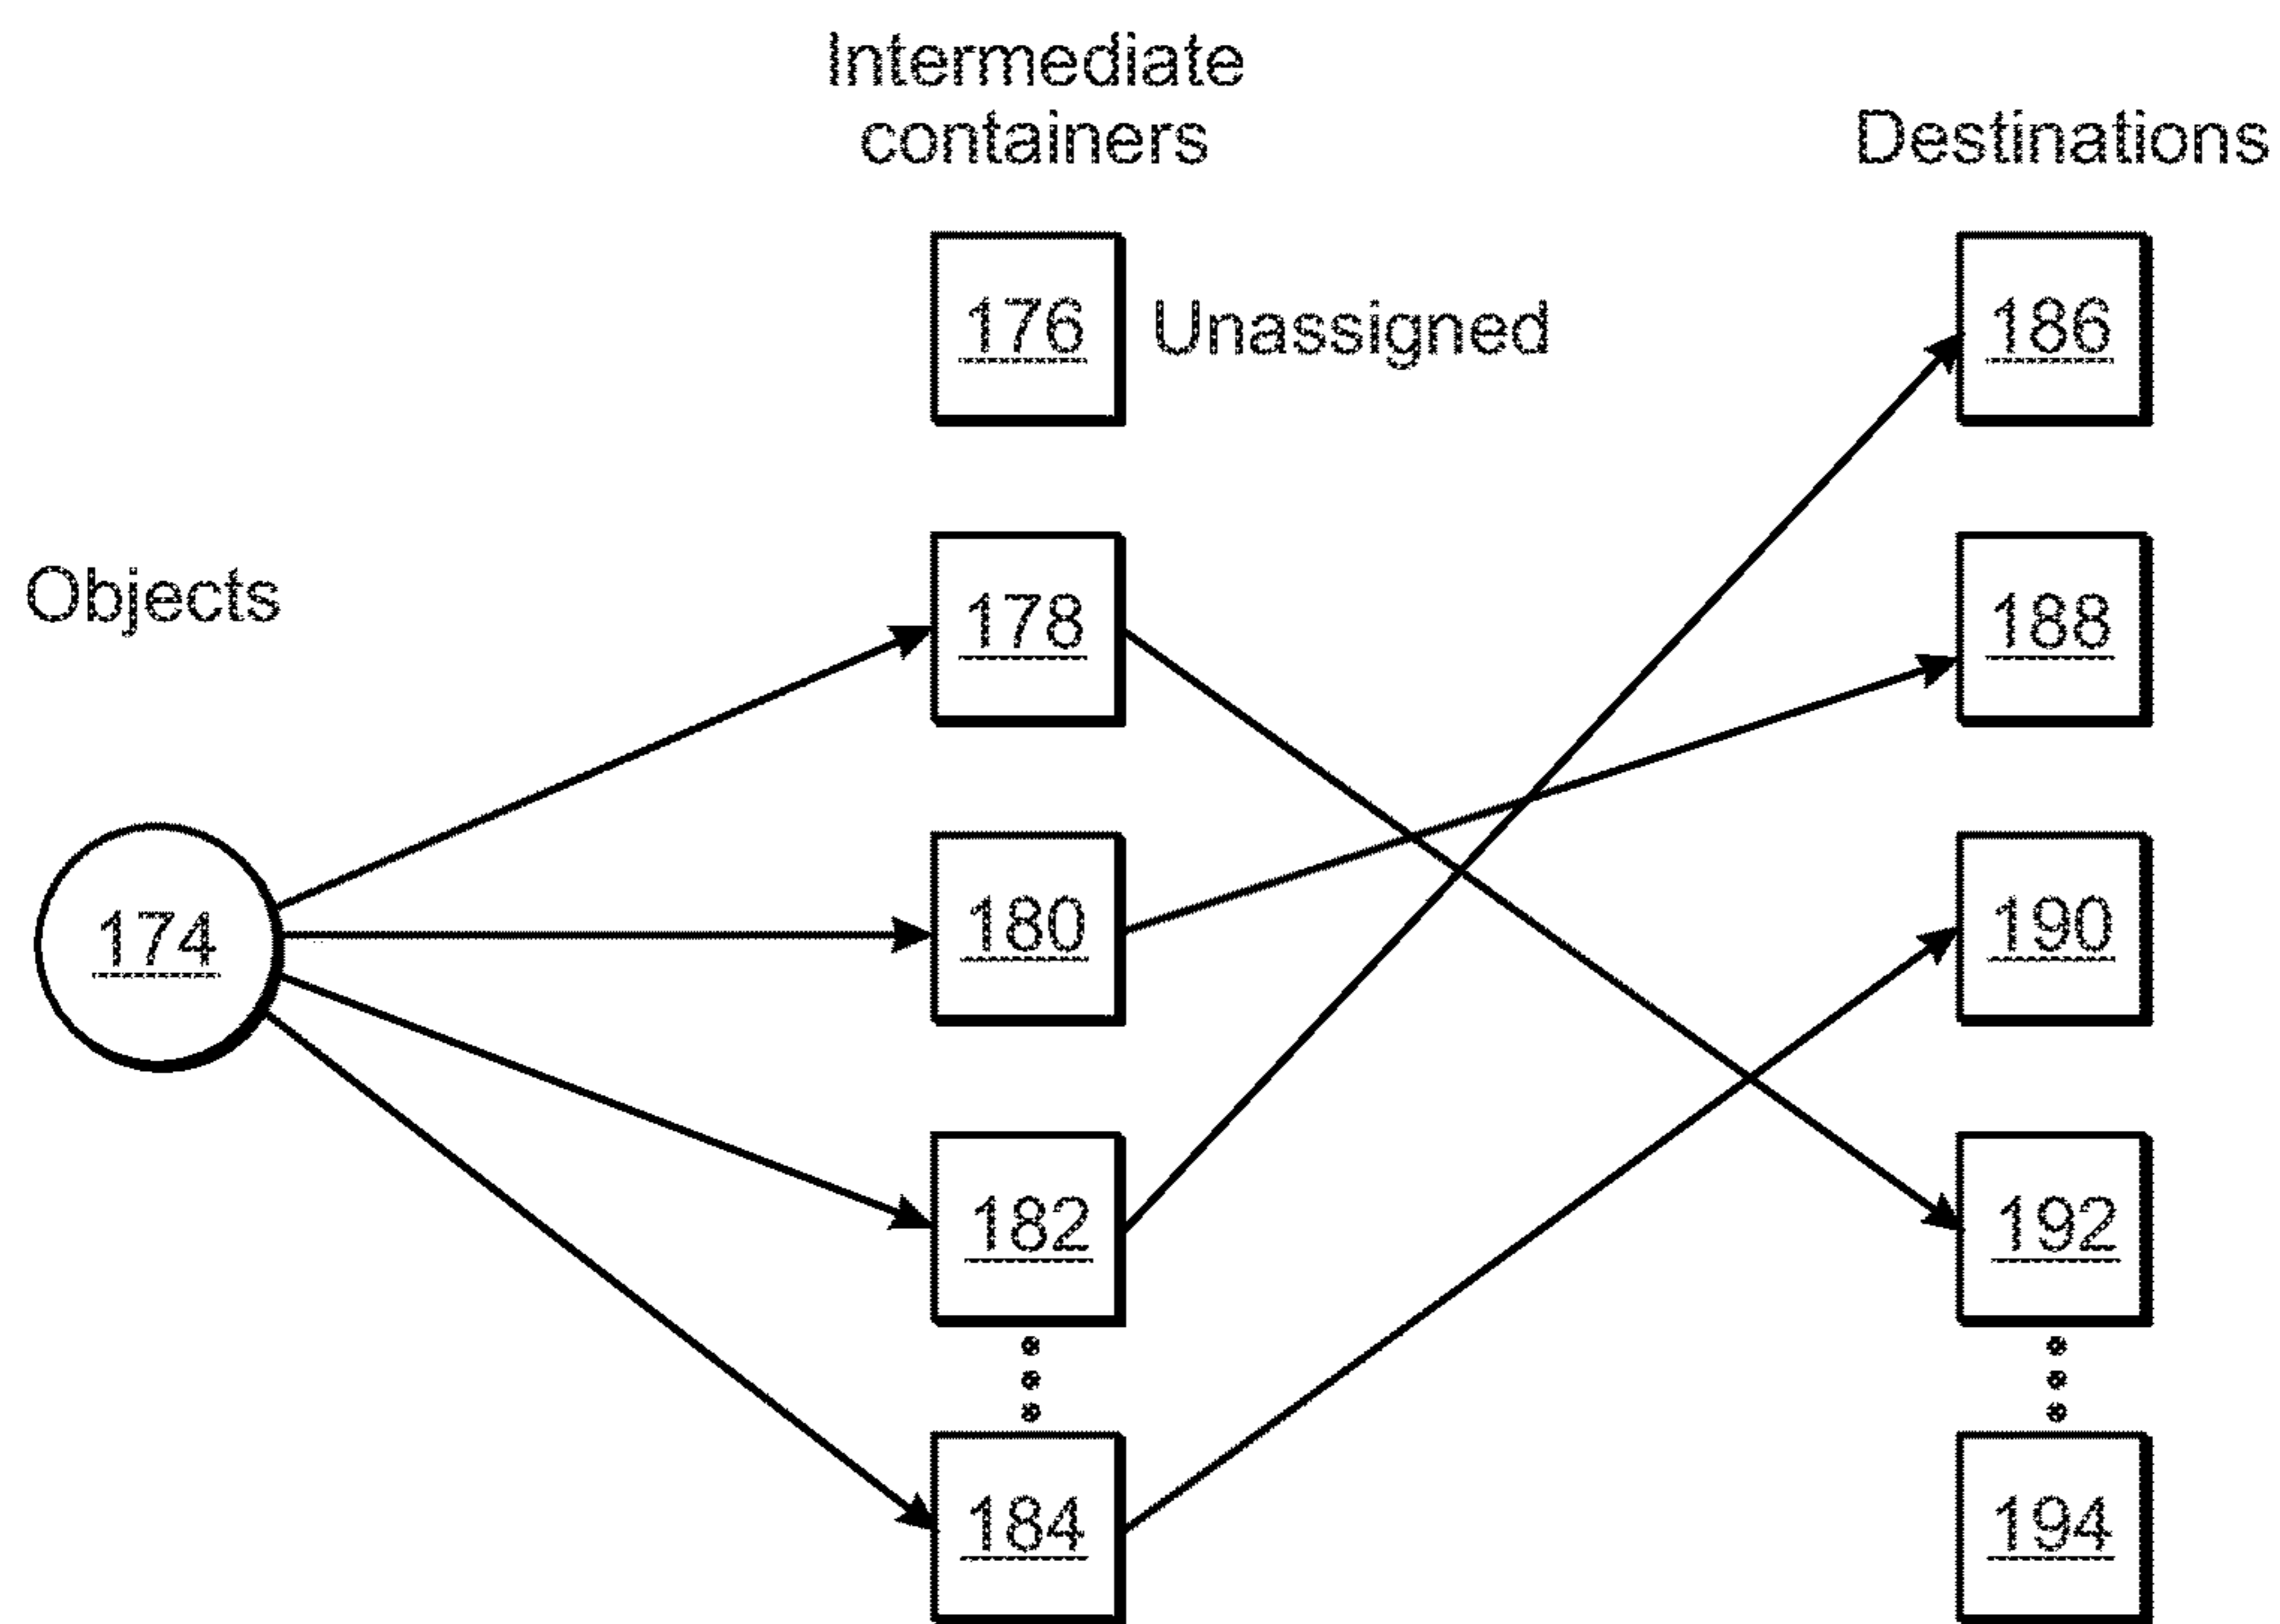 Intermediate
containers
Destinations
176 Unassigned
186
Objects
178
188
174
180
190
182
192
184
194